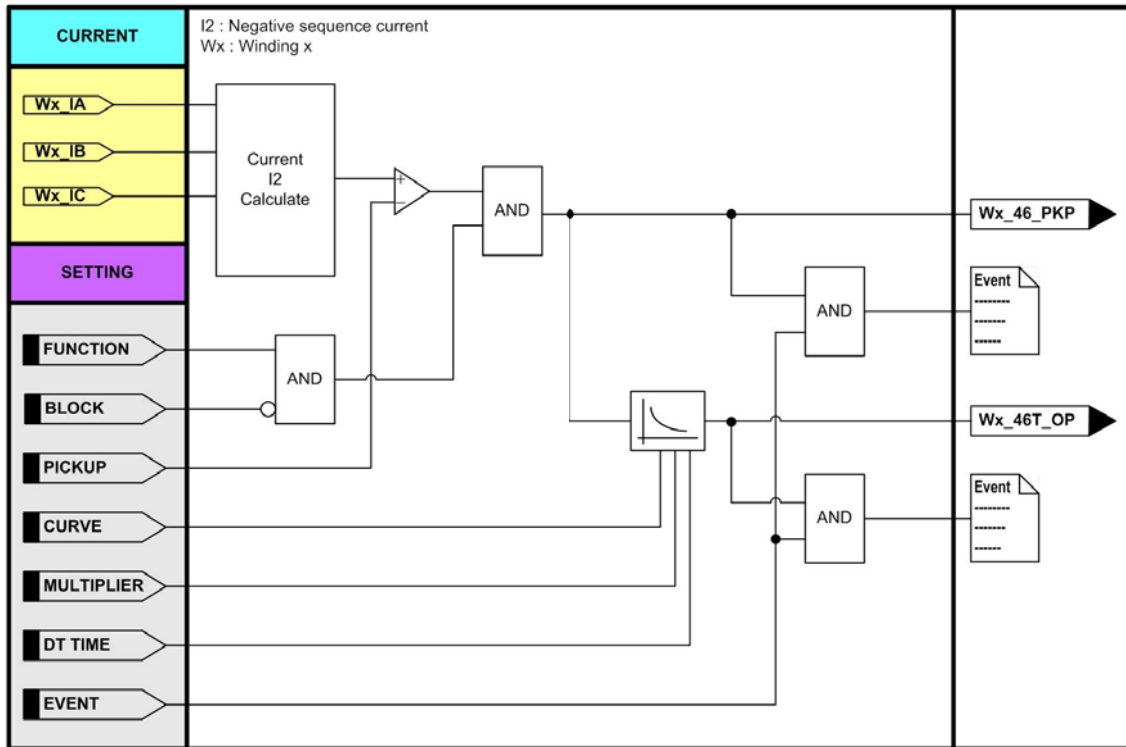 CURRENT
I2 : Negative sequence current
Wx : Winding x
Wx_IA
Wx_IB
Wx_IC
Current
I2
Calculate
+
−
AND
Wx_46_PKP
SETTING
Event
--------
-------
------
AND
FUNCTION
AND
BLOCK
Wx_46T_OP
PICKUP
Event
--------
-------
------
CURVE
AND
MULTIPLIER
DT TIME
EVENT